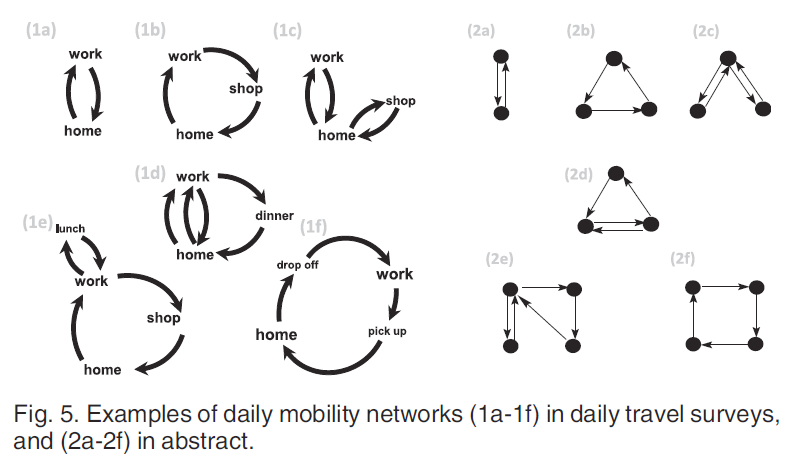 (1a)
work
home
(1b)
work
shop
home
(1c)
work
shop
home
(2a)
(2b)
(2c)
(1d)
work
dinner
home
(2d)
(1e)
lunch
work
shop
home
(1f)
drop off
work
pick up
home
(2e)
(2f)
Fig. 5. Examples of daily mobility networks (1a-1f) in daily travel surveys,
and (2a-2f) in abstract.